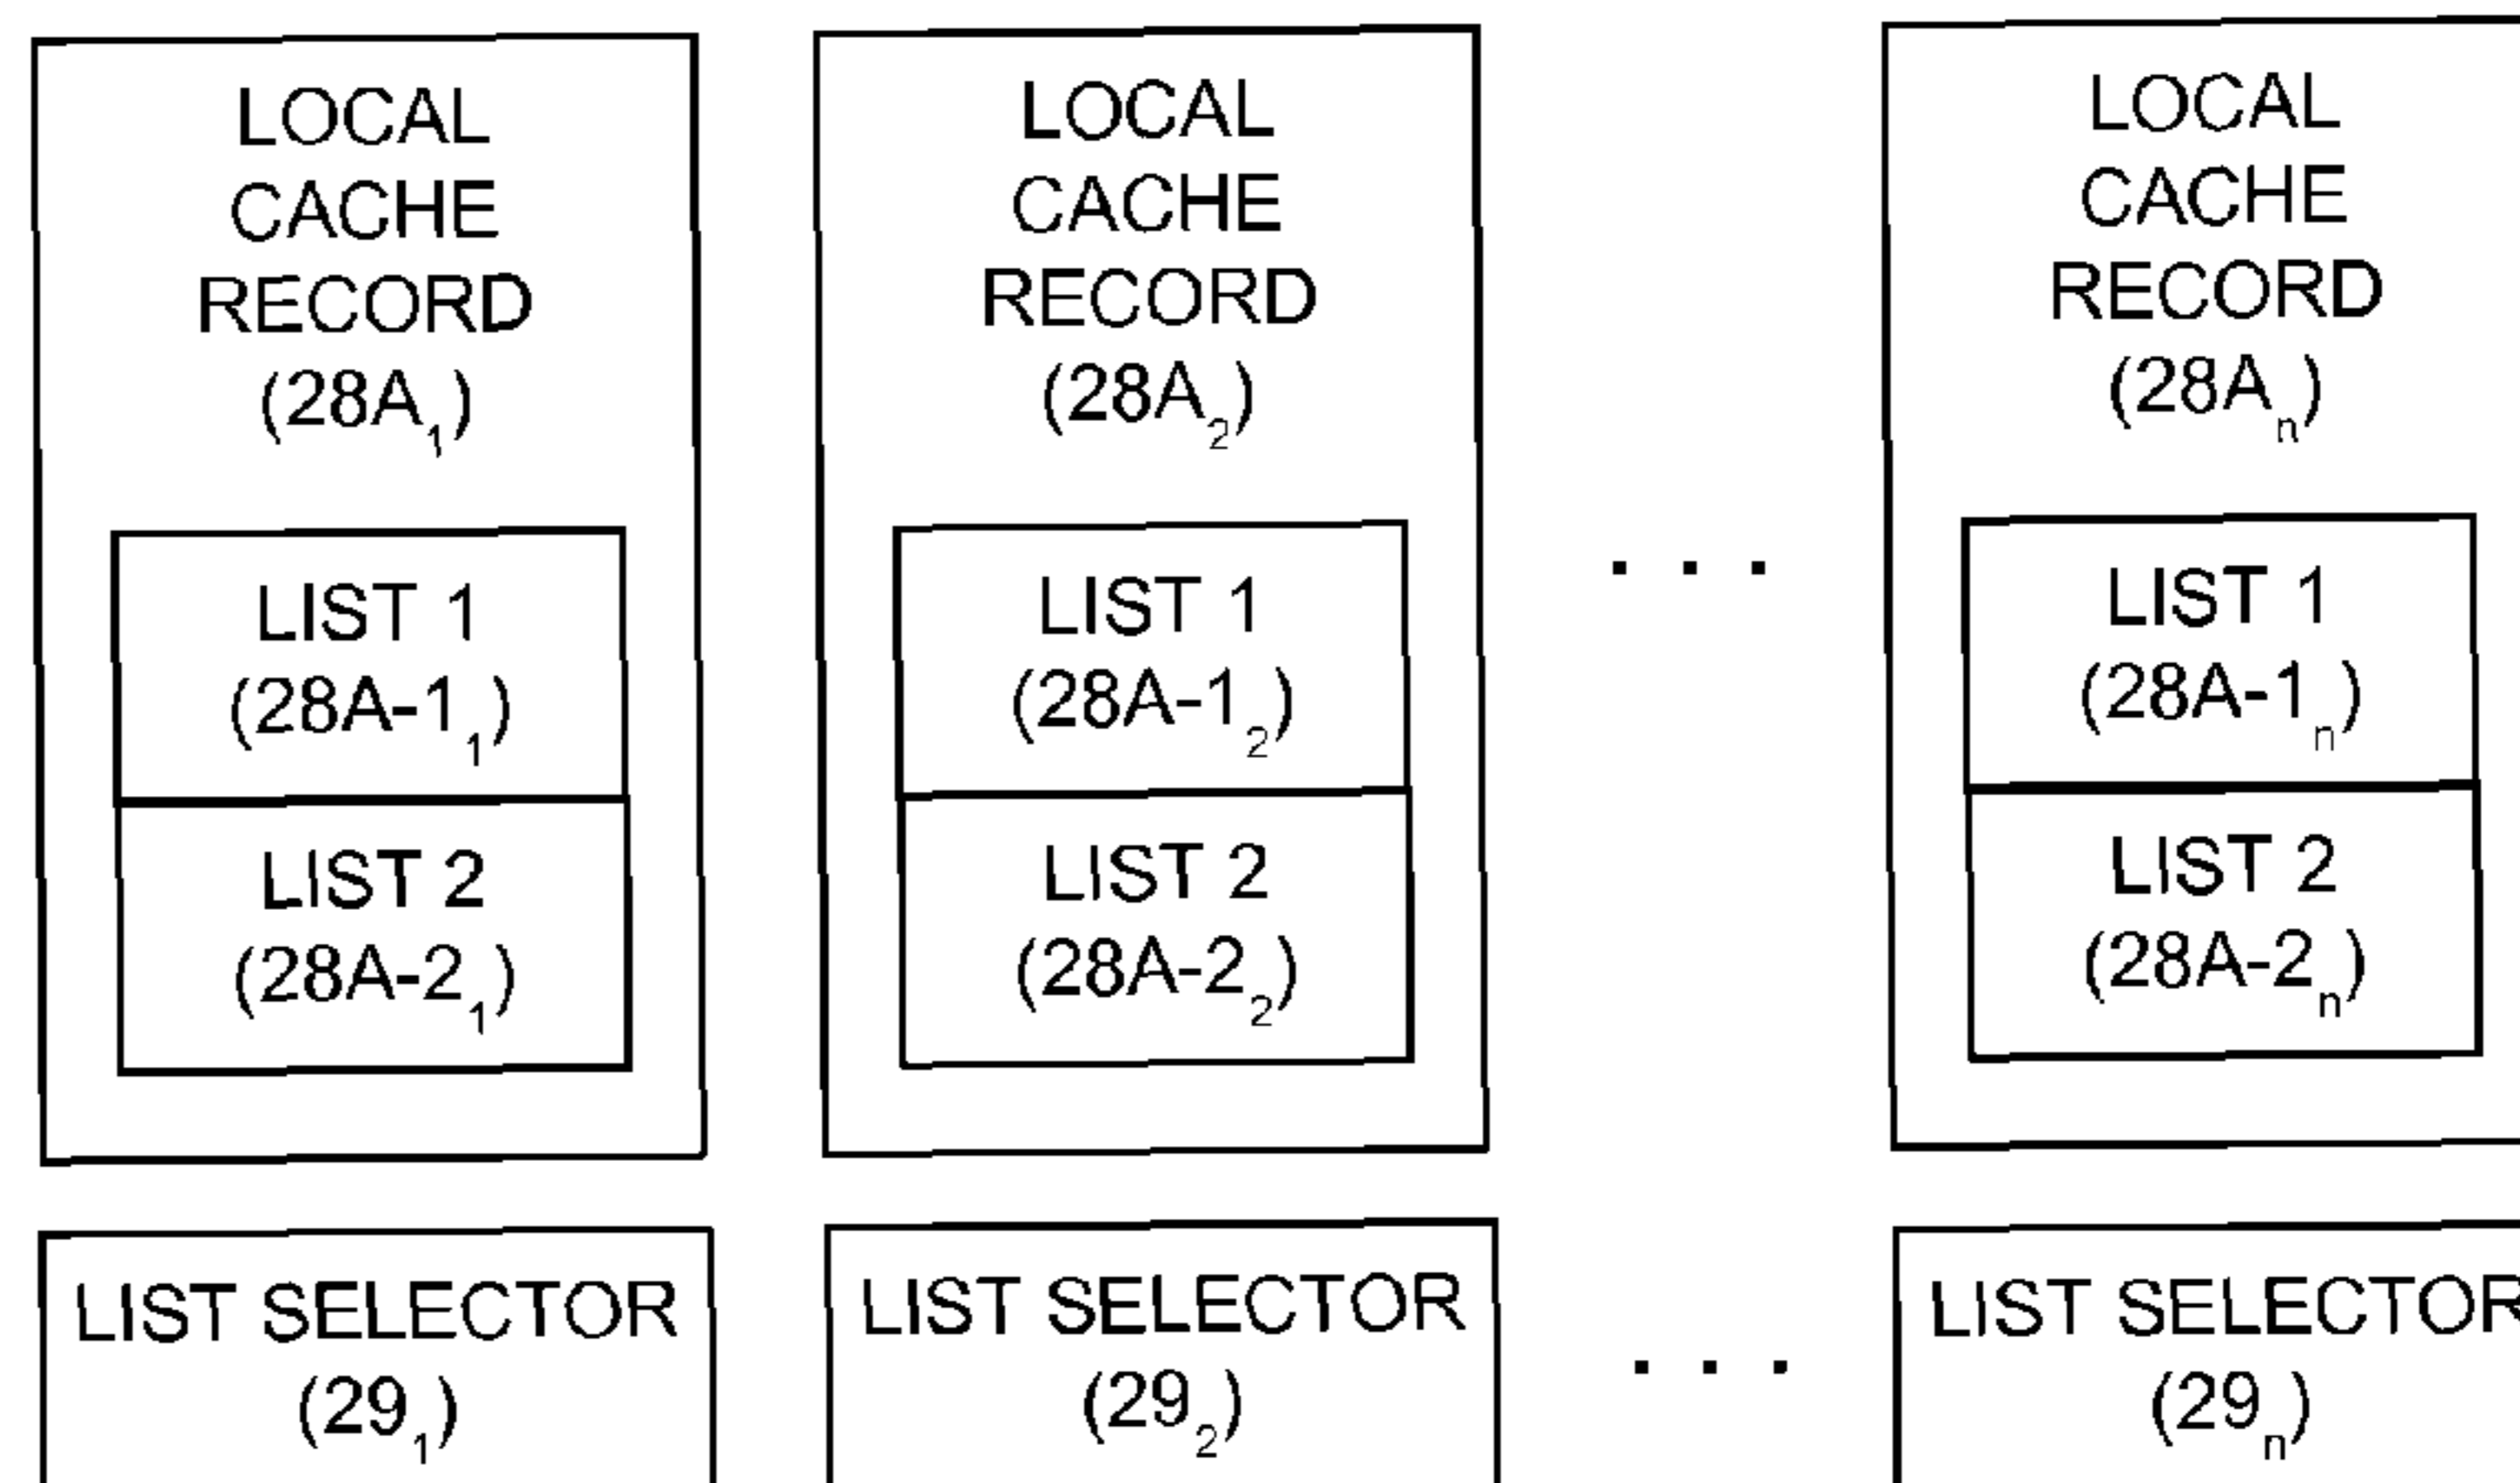 LOCAL
CACHE
RECORD
(28A₁)
LIST 1
(28A-1₁)
LIST 2
(28A-2₁)
LOCAL
CACHE
RECORD
(28A₂)
LIST 1
(28A-1₂)
LIST 2
(28A-2₂)
. . .
LOCAL
CACHE
RECORD
(28Aₙ)
LIST 1
(28A-1ₙ)
LIST 2
(28A-2ₙ)
LIST SELECTOR
(29₁)
LIST SELECTOR
(29₂)
. . .
LIST SELECTOR
(29ₙ)